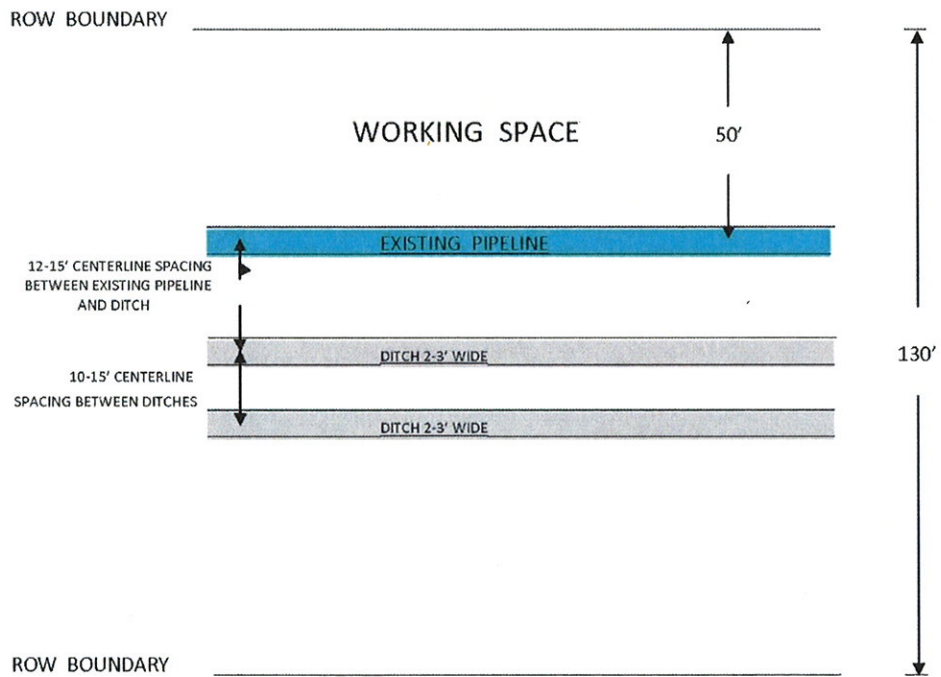 ROW BOUNDARY
WORKING SPACE
50'
EXISTING PIPELINE
12-15' CENTERLINE SPACING
BETWEEN EXISTING PIPELINE
AND DITCH
DITCH 2-3' WIDE
130'
10-15' CENTERLINE
SPACING BETWEEN DITCHES
DITCH 2-3' WIDE
ROW BOUNDARY